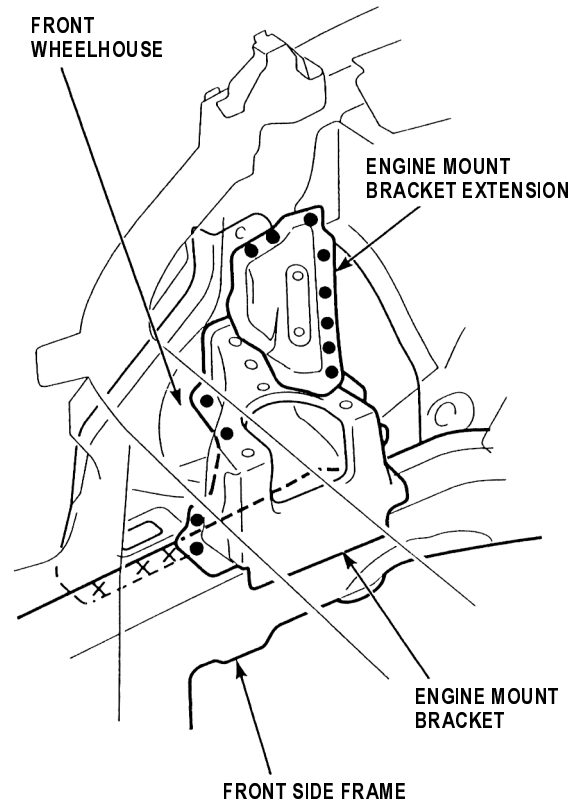 FRONT
WHEELHOUSE
ENGINE MOUNT
BRACKET EXTENSION
ENGINE MOUNT
BRACKET
FRONT SIDE FRAME